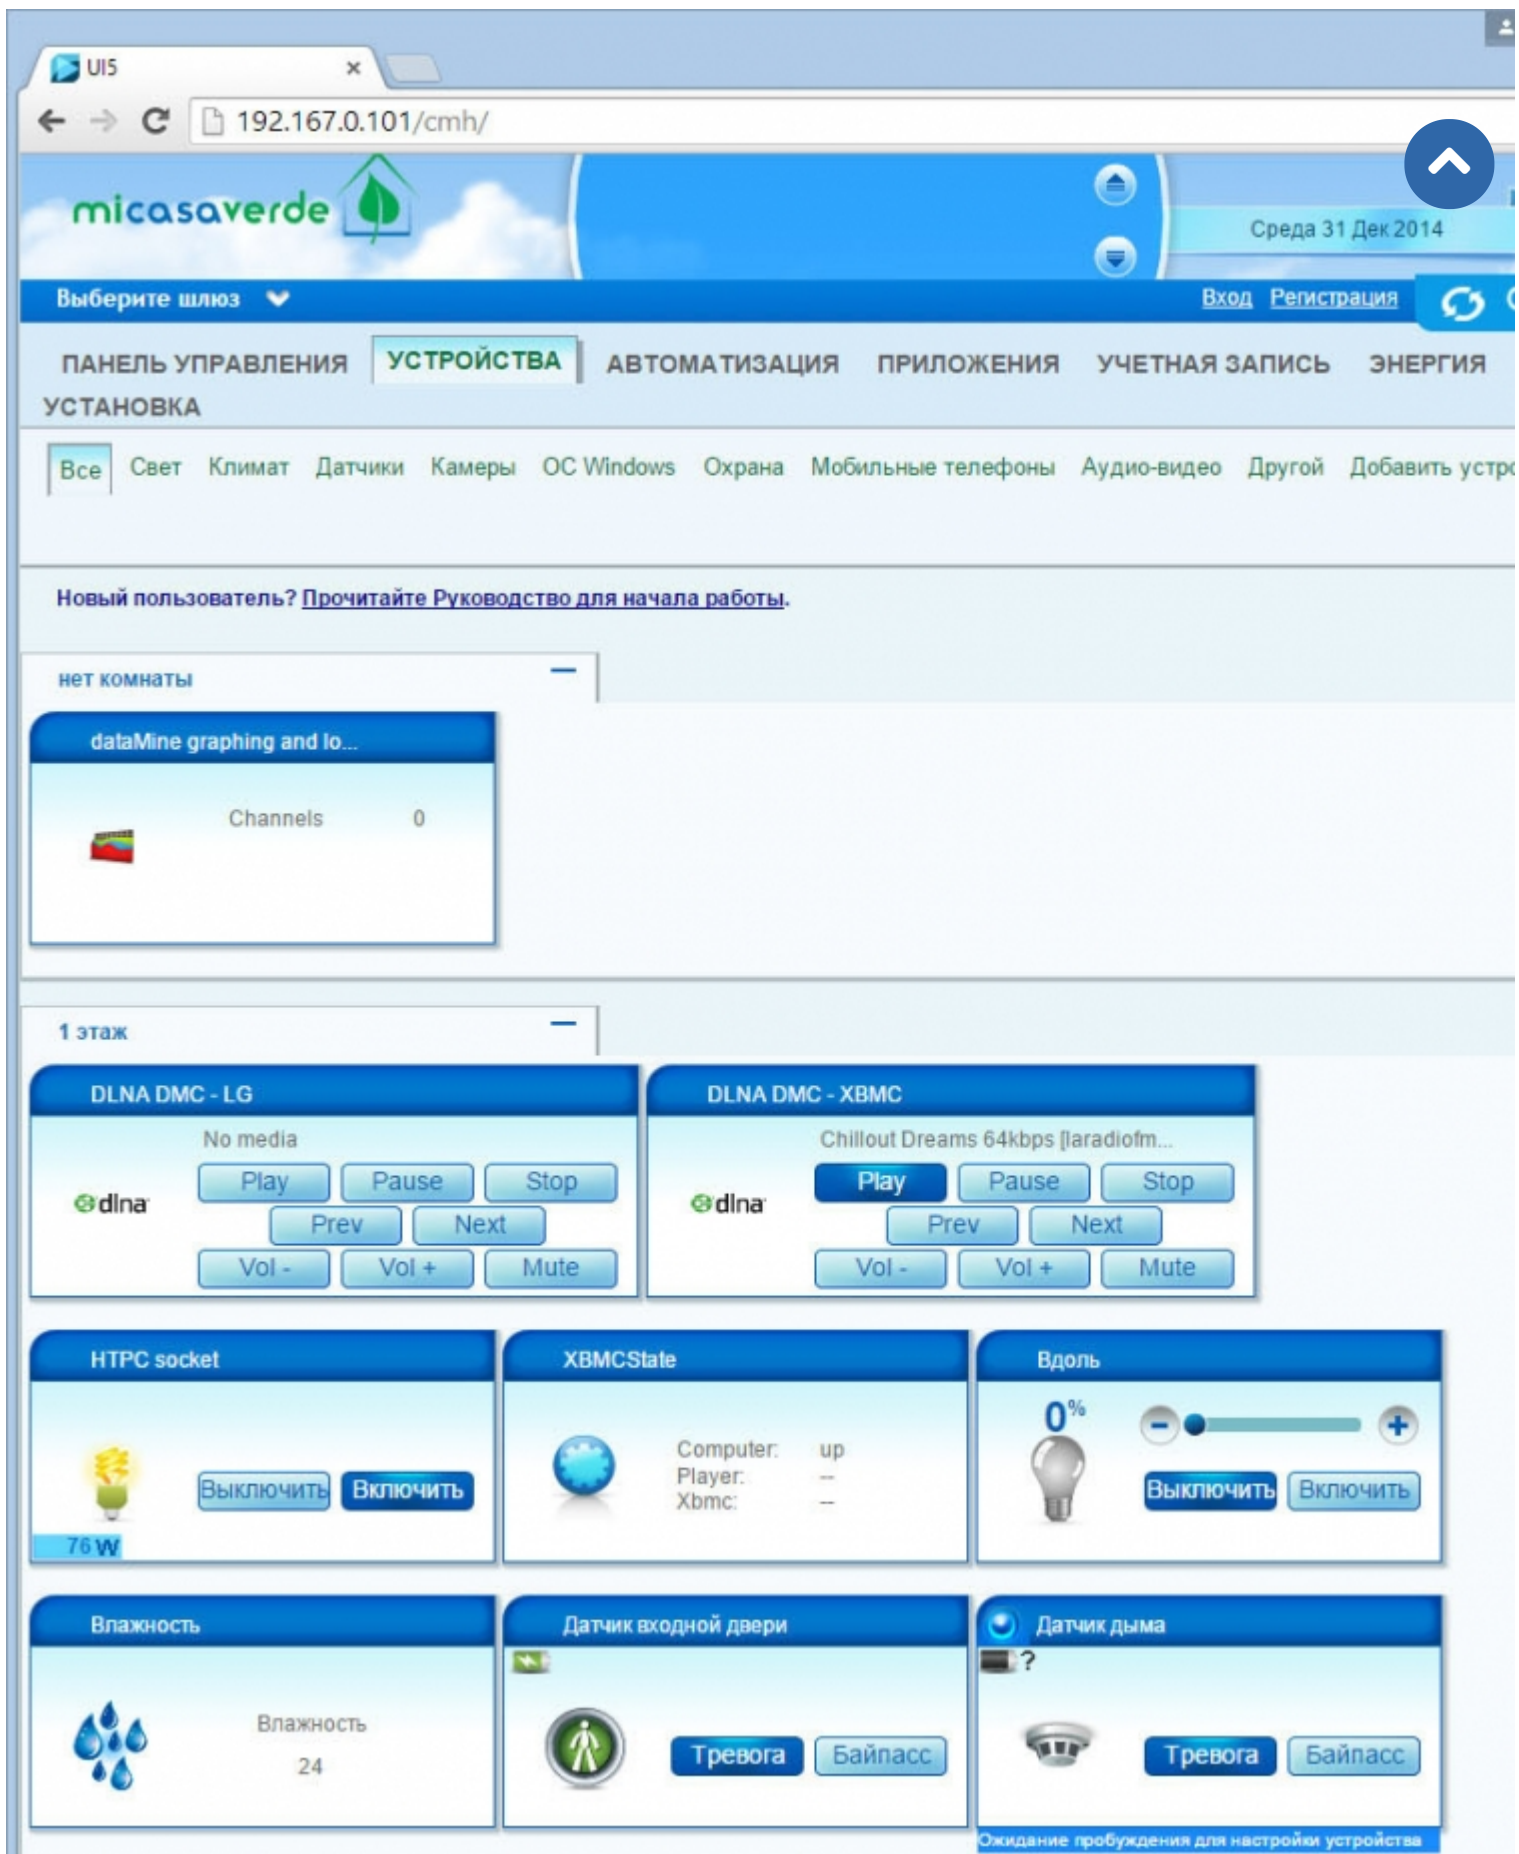 UI5
192.167.0.101/cmh/
micasaverde
Среда 31 Дек 2014
Выберите шлюз
Вход Регистрация
ПАНЕЛЬ УПРАВЛЕНИЯ УСТРОЙСТВА АВТОМАТИЗАЦИЯ ПРИЛОЖЕНИЯ УЧЕТНАЯ ЗАПИСЬ ЭНЕРГИЯ
УСТАНОВКА
Все Свет Климат Датчики Камеры ОС Windows Охрана Мобильные телефоны Аудио-видео Другой Добавить устро
Новый пользователь? Прочитайте Руководство для начала работы.
нет комнаты
dataMine graphing and lo...
Channels 0
1 этаж
DLNA DMC - LG DLNA DMC - XBMC
No media Chillout Dreams 64kbps [laradiofm...
Play Pause Stop Play Pause Stop
dlna dlna
Prev Next Prev Next
Vol - Vol + Mute Vol - Vol + Mute
HTPC socket XBMCState Вдоль
0%
Computer: up
Player: --
Выключить Включить Выключить Включить
Xbmc: --
76 W
Влажность Датчик входной двери Датчик дыма
?
Влажность
Тревога Байпасс Тревога Байпасс
24
Ожидание пробуждения для настройки устройства